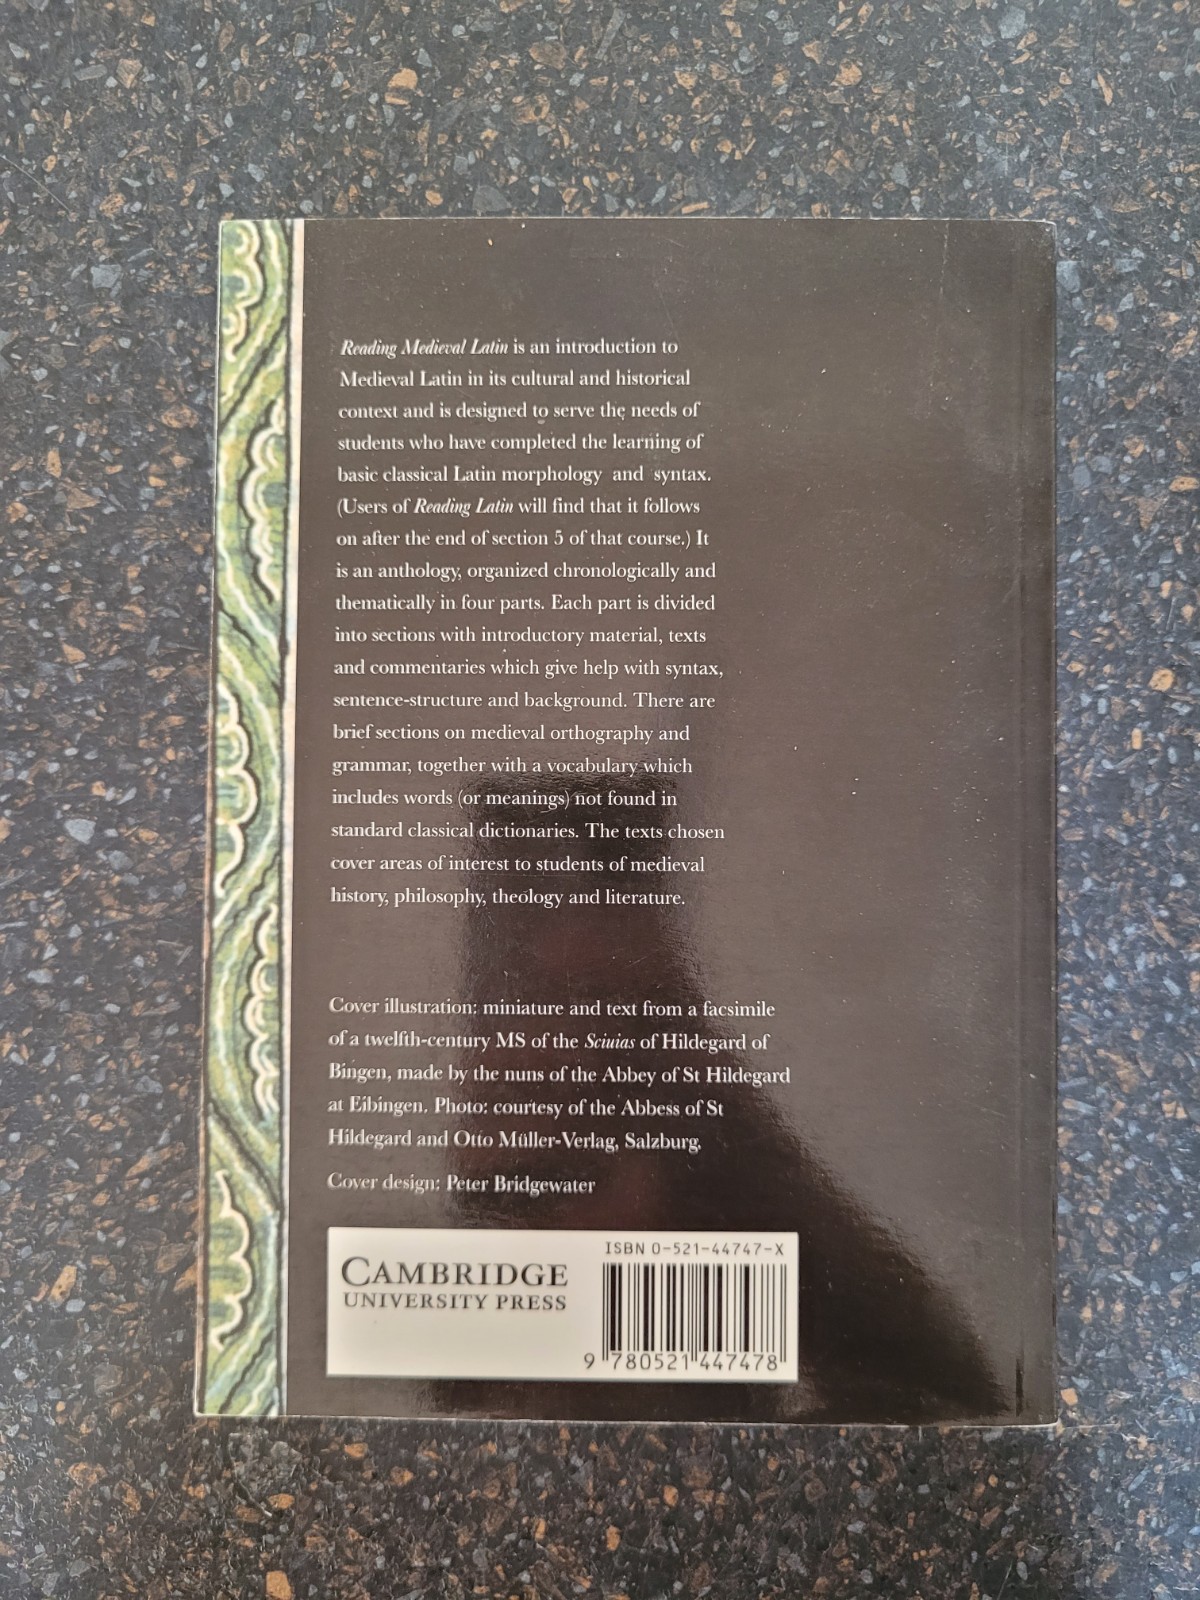 Reading Medieval Latin is an introduction to
Medieval Latin in its cultural and historical
context and is designed to serve the needs of
students who have completed the learning of
basic classical Latin morphology and syntax.
(Users of Reading Latin will find that it follows
on after the end of section 5 of that course.) It
is an anthology, organized chronologically and
thematically in four parts. Each part is divided
into sections with introductory material, texts
and commentaries which give help with syntax,
sentence-structure and background. There are
brief sections on medieval orthography and
grammar, together with a vocabulary which
includes words (or meanings) not found in
standard classical dictionaries. The texts chosen
cover areas of interest to students of medieval
history, philosophy, theology and literature.
Cover illustration: miniature and text from a facsimile
of a twelfth-century MS of the Sciuias of Hildegard of
Bingen, made by the nuns of the Abbey of St Hildegard
at Eibingen. Photo: courtesy of the Abbess of St
Hildegard and Otto Müller-Verlag, Salzburg.
Cover design: Peter Bridgewater
CAMBRIDGE
UNIVERSITY PRESS
ISBN 0-521-44747-X
9 780521 447478